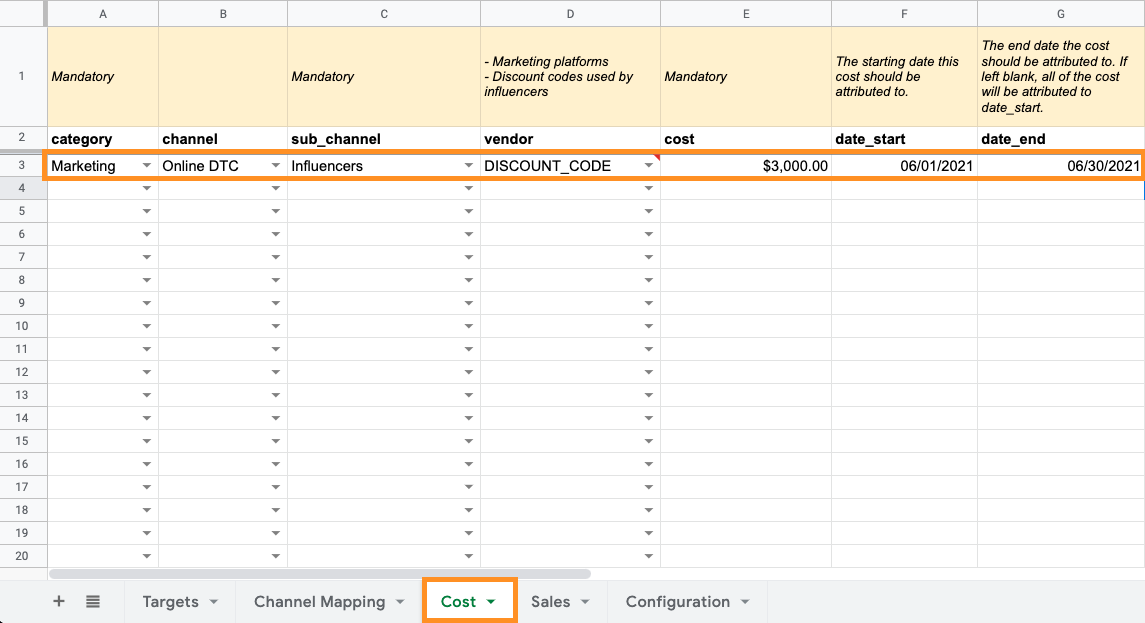 A B C D E F G
1
Mandatory
Mandatory
- Marketing platforms
- Discount codes used by
influencers
Mandatory
The starting date this
cost should be
attributed to.
The end date the cost
should be attributed to. If
left blank, all of the cost
will be attributed to
date_start.
2 category channel sub_channel vendor cost date_start date_end
3 Marketing Online DTC Influencers DISCOUNT_CODE $3,000.00 06/01/2021 06/30/2021
4
5
6
7
8
9
10
11
12
13
14
15
16
17
18
19
20
+ Targets Channel Mapping Cost Sales Configuration